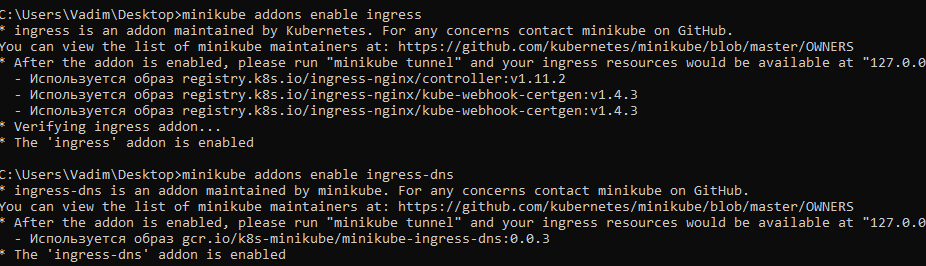 C:\Users\Vadim\Desktop>minikube addons enable ingress
* ingress is an addon maintained by Kubernetes. For any concerns contact minikube on GitHub.
You can view the list of minikube maintainers at: https://github.com/kubernetes/minikube/blob/master/OWNERS
* After the addon is enabled, please run "minikube tunnel" and your ingress resources would be available at "127.0.0
- Используется образ registry.k8s.io/ingress-nginx/controller:v1.11.2
- Используется образ registry.k8s.io/ingress-nginx/kube-webhook-certgen:v1.4.3
- Используется образ registry.k8s.io/ingress-nginx/kube-webhook-certgen:v1.4.3
* Verifying ingress addon...
* The 'ingress' addon is enabled
C:\Users\Vadim\Desktop>minikube addons enable ingress-dns
* ingress-dns is an addon maintained by minikube. For any concerns contact minikube on GitHub.
You can view the list of minikube maintainers at: https://github.com/kubernetes/minikube/blob/master/OWNERS
* After the addon is enabled, please run "minikube tunnel" and your ingress resources would be available at "127.0.0
- Используется образ gcr.io/k8s-minikube/minikube-ingress-dns:0.0.3
* The 'ingress-dns' addon is enabled